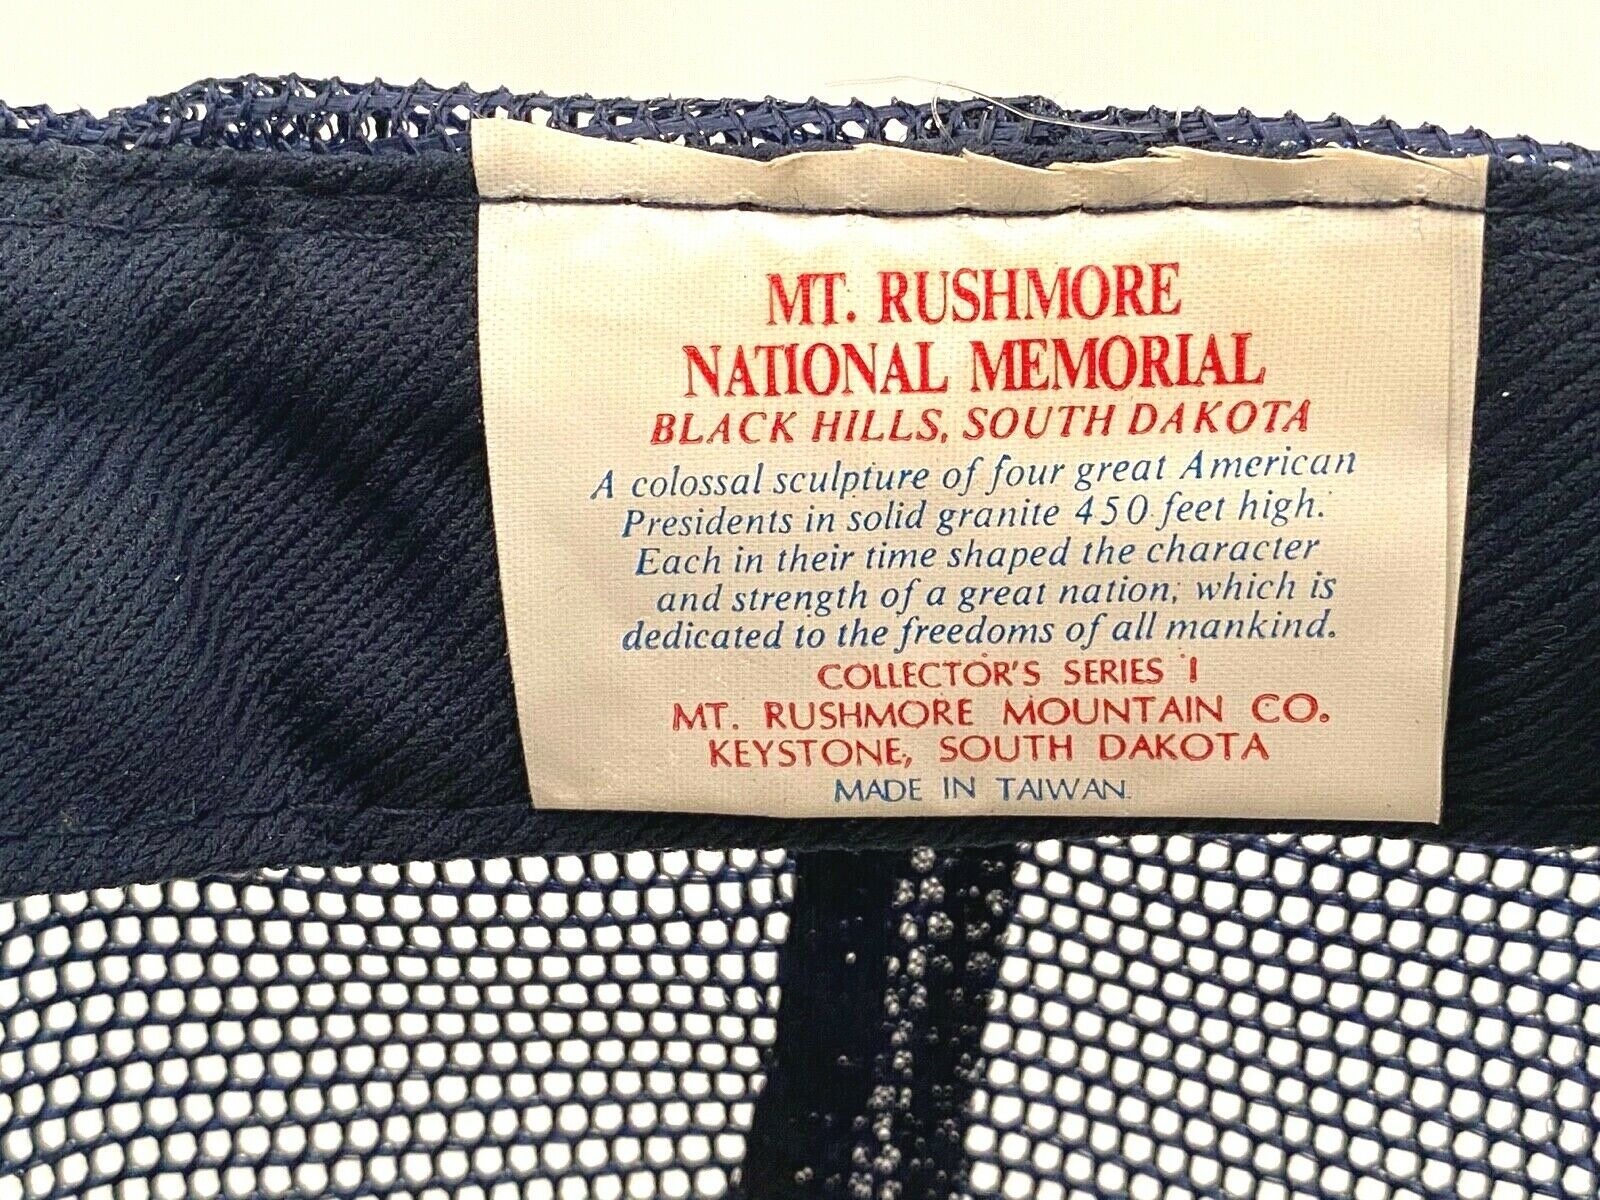 MT. RUSHMORE
NATIONAL MEMORIAL
BLACK HILLS, SOUTH DAKOTA
A colossal sculpture of four great American
Presidents in solid granite 450 feet high.
Each in their time shaped the character
and strength of a great nation; which is
dedicated to the freedoms of all mankind.
COLLECTOR'S SERIES I
MT. RUSHMORE MOUNTAIN CO.
KEYSTONE, SOUTH DAKOTA
MADE IN TAIWAN